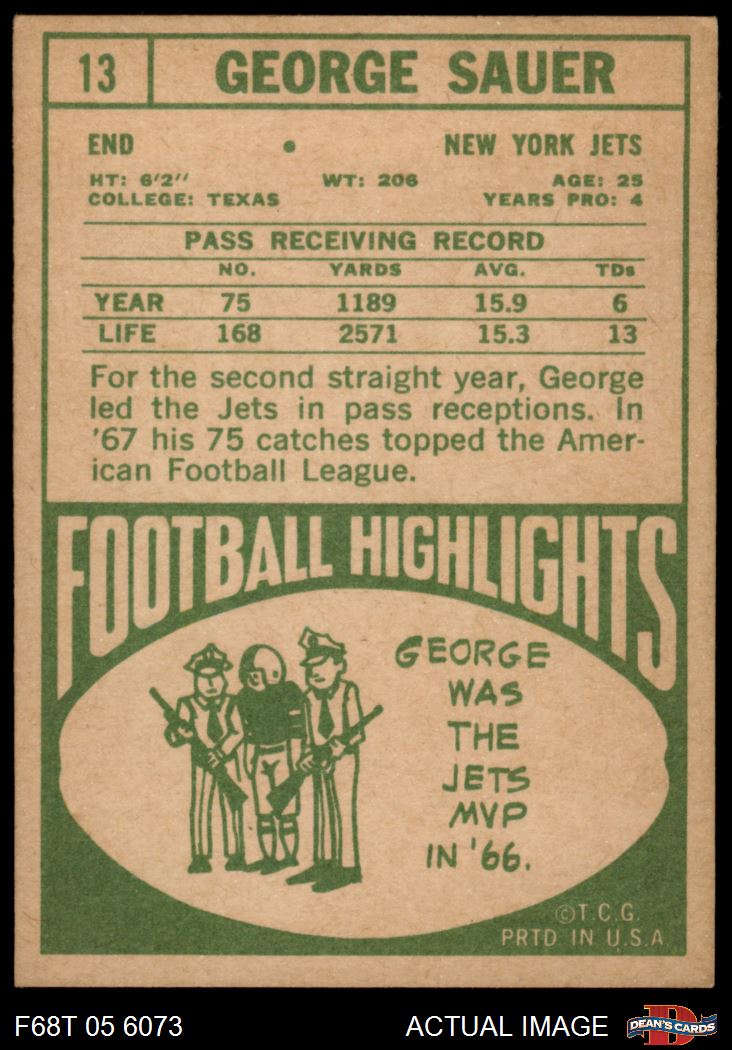 13 GEORGE SAUER
END • NEW YORK JETS
HT: 6'2" WT: 206 AGE: 25
COLLEGE: TEXAS YEARS PRO: 4
PASS RECEIVING RECORD
NO. YARDS AVG. TDs
YEAR 75 1189 15.9 6
LIFE 168 2571 15.3 13
For the second straight year, George
led the Jets in pass receptions. In
'67 his 75 catches topped the Amer-
ican Football League.
FOOTBALL HIGHLIGHTS
GEORGE
WAS
THE
JETS
MVP
IN '66.
©T.C.G.
PRTD IN U.S.A
F68T 05 6073 ACTUAL IMAGE D DEAN'S CARDS